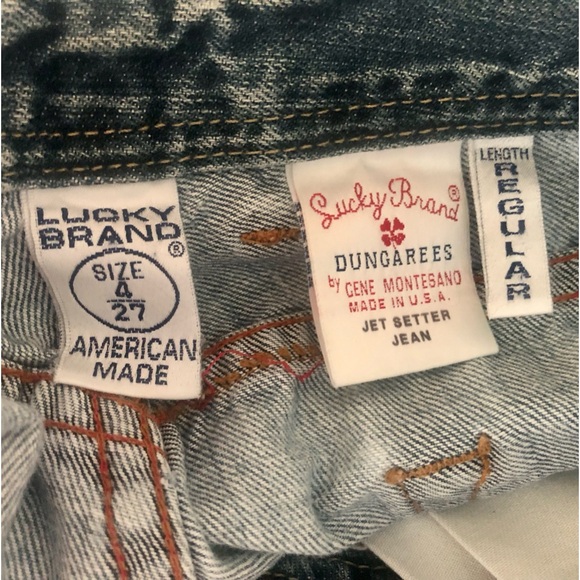 LUCKY
BRAND®
SIZE
4
27
AMERICAN
MADE
Lucky Brand®
DUNGAREES
by GENE MONTESANO
MADE IN U.S.A.
JET SETTER
JEAN
LENGTH
REGULAR